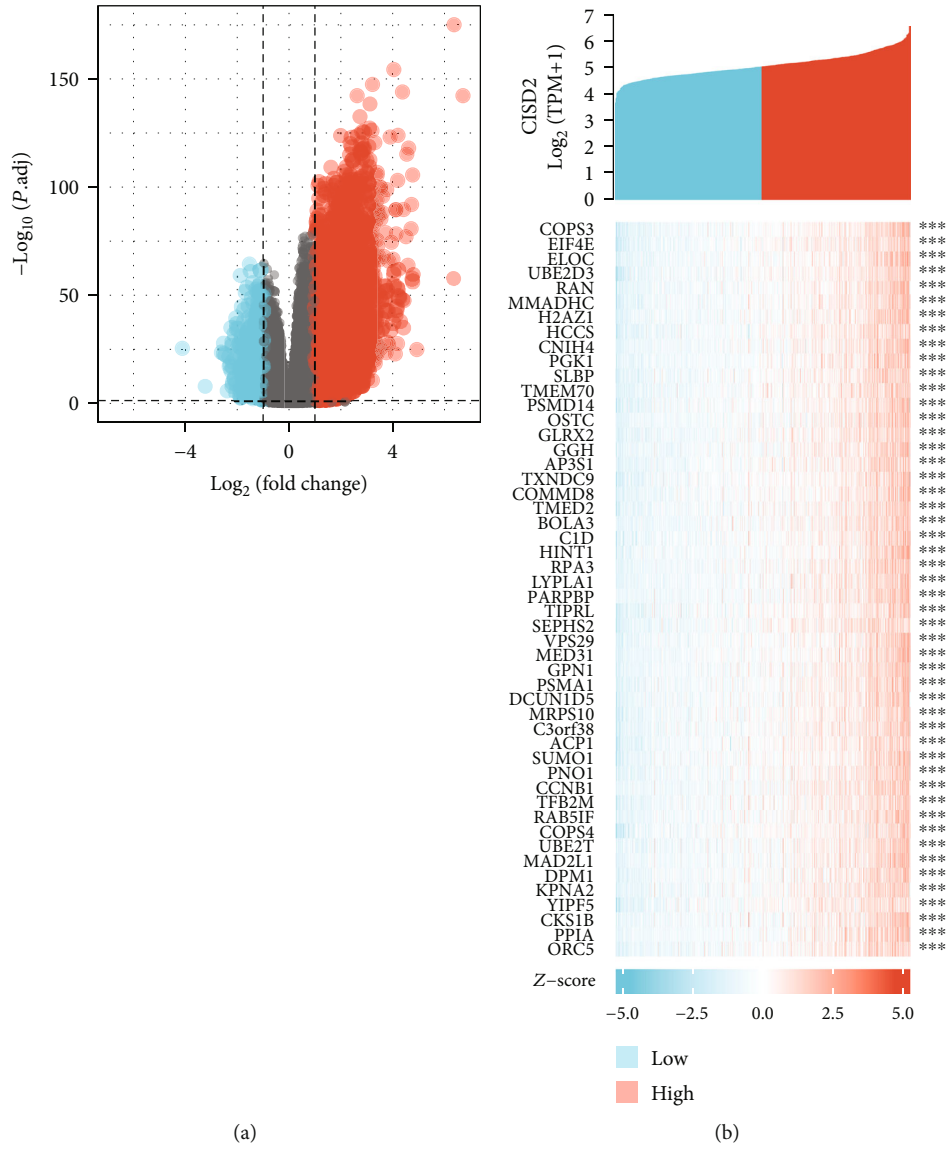 150
100
50
0
−Log10 (P.adj)
−4
0
4
Log2 (fold change)
(a)
7
6
5
4
3
2
1
0
CISD2
Log2 (TPM+1)
COPS3 ***
EIF4E ***
ELOC ***
UBE2D3 ***
RAN ***
MMADHC ***
H2AZ1 ***
HCCS ***
CNIH4 ***
PGK1 ***
SLBP ***
TMEM70 ***
PSMD14 ***
OSTC ***
GLRX2 ***
GGH ***
AP3S1 ***
TXNDC9 ***
COMMD8 ***
TMED2 ***
BOLA3 ***
C1D ***
HINT1 ***
RPA3 ***
LYPLA1 ***
PARPBP ***
TIPRL ***
SEPHS2 ***
VPS29 ***
MED31 ***
GPN1 ***
PSMA1 ***
DCUN1D5 ***
MRPS10 ***
C3orf38 ***
ACP1 ***
SUMO1 ***
PNO1 ***
CCNB1 ***
TFB2M ***
RAB5IF ***
COPS4 ***
UBE2T ***
MAD2L1 ***
DPM1 ***
KPNA2 ***
YIPF5 ***
CKS1B ***
PPIA ***
ORC5 ***
Z−score
−5.0 −2.5 0.0 2.5 5.0
Low
High
(b)